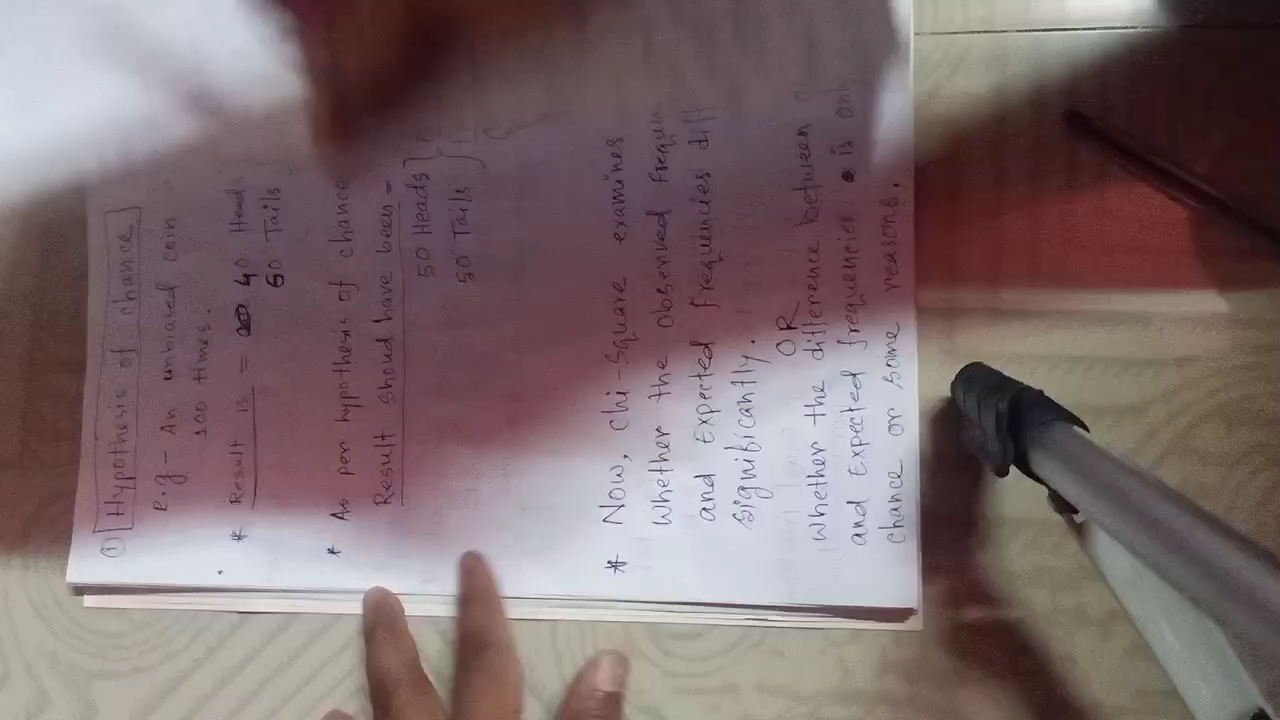 ① Hypothesis of chance
e.g - An unbiased coin
100 times.
* Result is = 40 Heads
60 Tails
* As per hypothesis of chance
Result shoud have been -
50 Heads
50 Tails
* Now, chi-square examines
whether the observed
and Expected frequencies
significantly.
OR
whether the difference between
and Expected frequencies is
chance or some reasons.